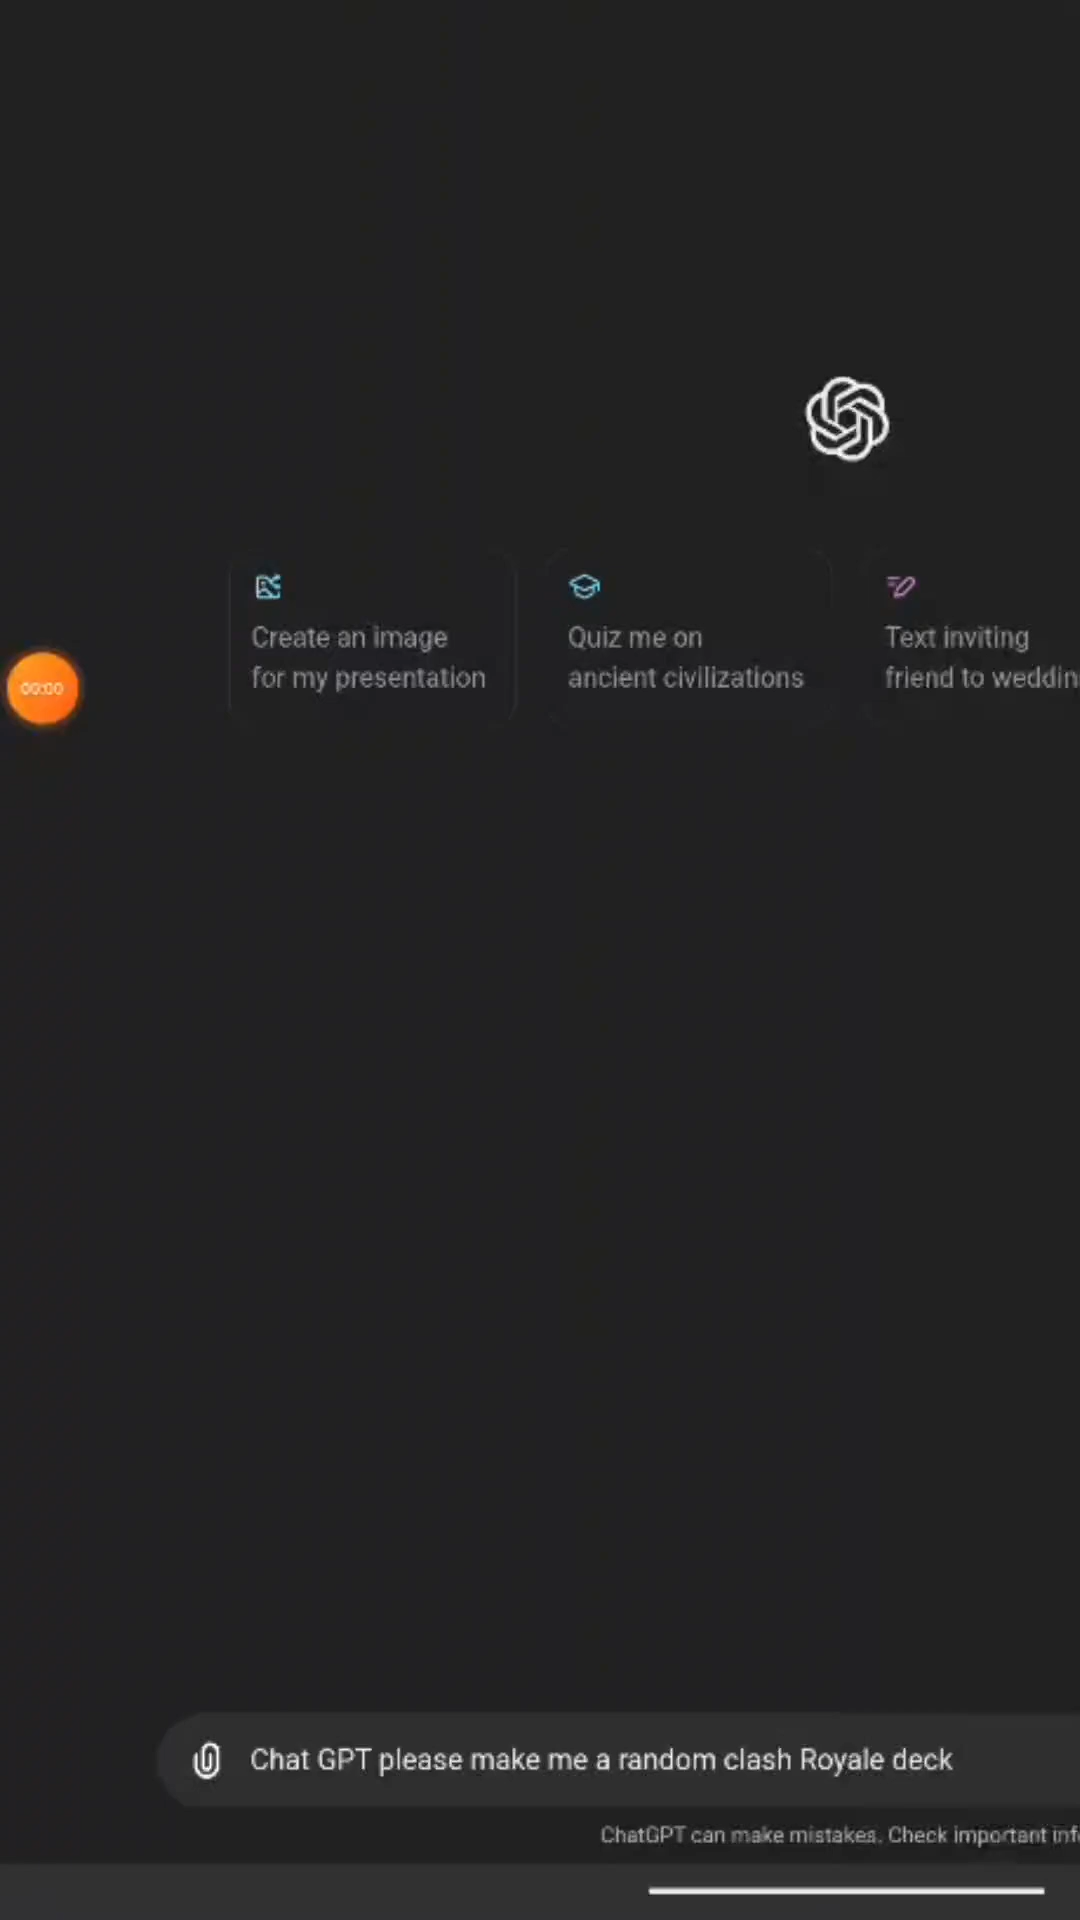 Create an image
for my presentation
Quiz me on
ancient civilizations
Text inviting
friend to weddin
00:00
Chat GPT please make me a random clash Royale deck
ChatGPT can make mistakes. Check important inf